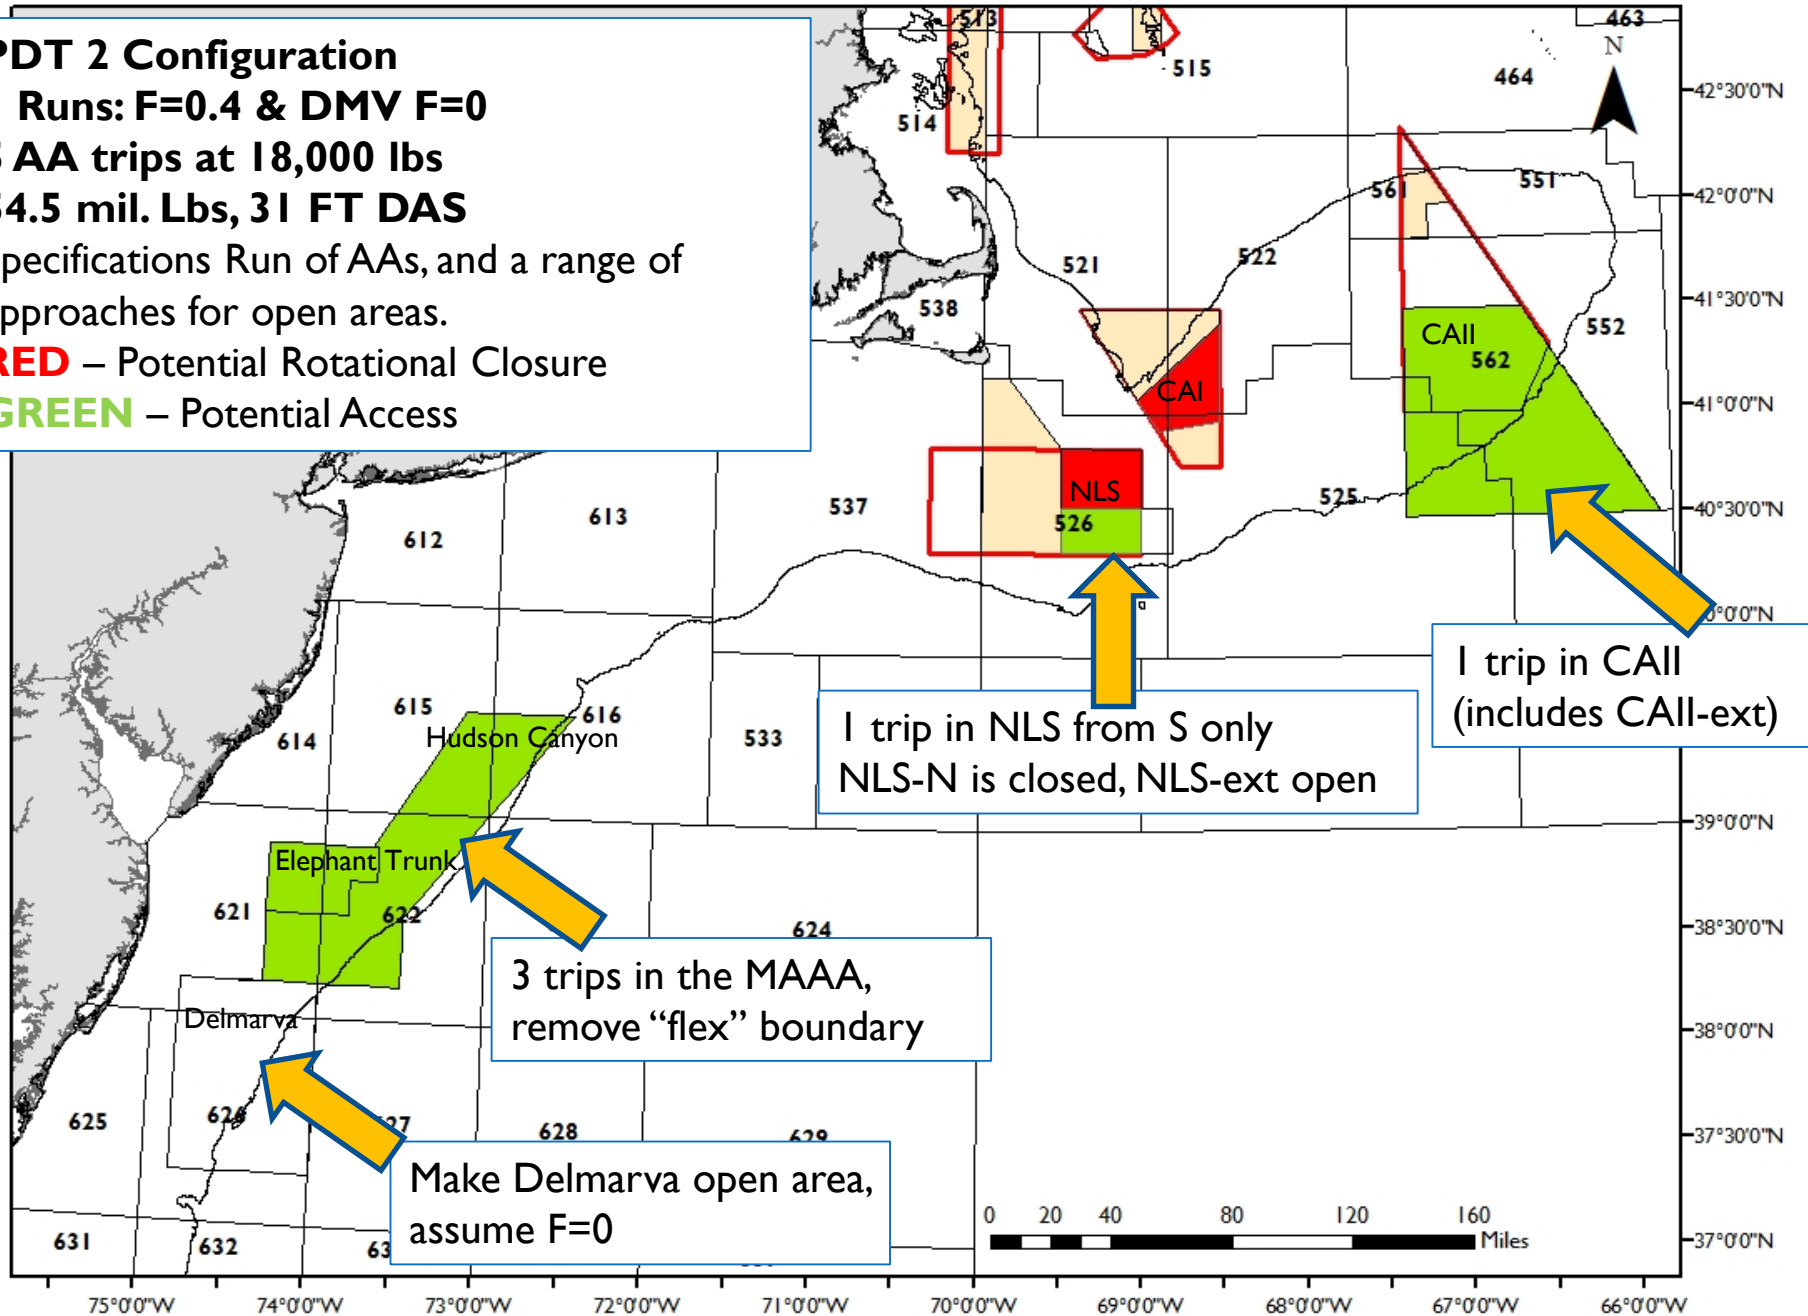 PDT 2 Configuration
Runs: F=0.4 & DMV F=0
AA trips at 18,000 lbs
54.5 mil. Lbs, 31 FT DAS
pecifications Run of AAs, and a range of
pproaches for open areas.
RED – Potential Rotational Closure
GREEN – Potential Access
513
463
N
515
464
514
42°30'0"N
561
551
42°0'0"N
521
522
538
41°30'0"N
552
CAII
562
CAI
41°0'0"N
NLS
526
525
537
40°30'0"N
613
612
0°0'0"N
1 trip in CAII
(includes CAII-ext)
1 trip in NLS from S only
NLS-N is closed, NLS-ext open
615
616
614
Hudson Canyon
533
39°0'0"N
Elephant Trunk
621
622
624
38°30'0"N
3 trips in the MAAA,
remove “flex” boundary
Delmarva
38°0'0"N
625
626
27
628
629
37°30'0"N
Make Delmarva open area,
assume F=0
0 20 40 80 120 160
Miles
631
632
63
37°0'0"N
75°0'0"W 74°0'0"W 73°0'0"W 72°0'0"W 71°0'0"W 70°0'0"W 69°0'0"W 68°0'0"W 67°0'0"W 66°0'0"W